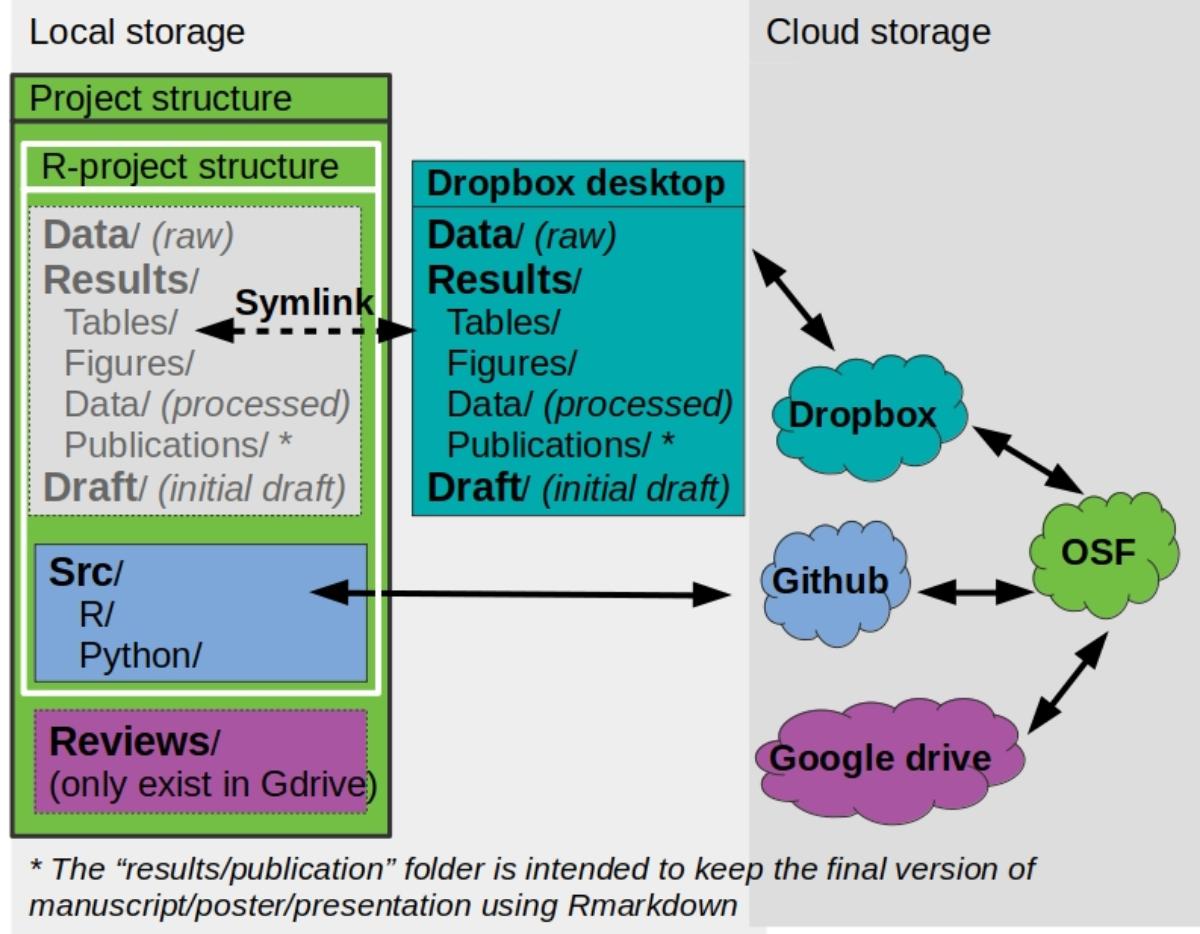 Local storage
Cloud storage
Project structure
R-project structure
Data/ (raw)
Results/
Symlink
Tables/
Figures/
Data/ (processed)
Publications/ *
Draft/ (initial draft)
Src/
R/
Python/
Reviews/
(only exist in Gdrive)
Dropbox desktop
Data/ (raw)
Results/
Tables/
Figures/
Data/ (processed)
Publications/ *
Draft/ (initial draft)
Dropbox
OSF
Github
Google drive
* The “results/publication” folder is intended to keep the final version of
manuscript/poster/presentation using Rmarkdown